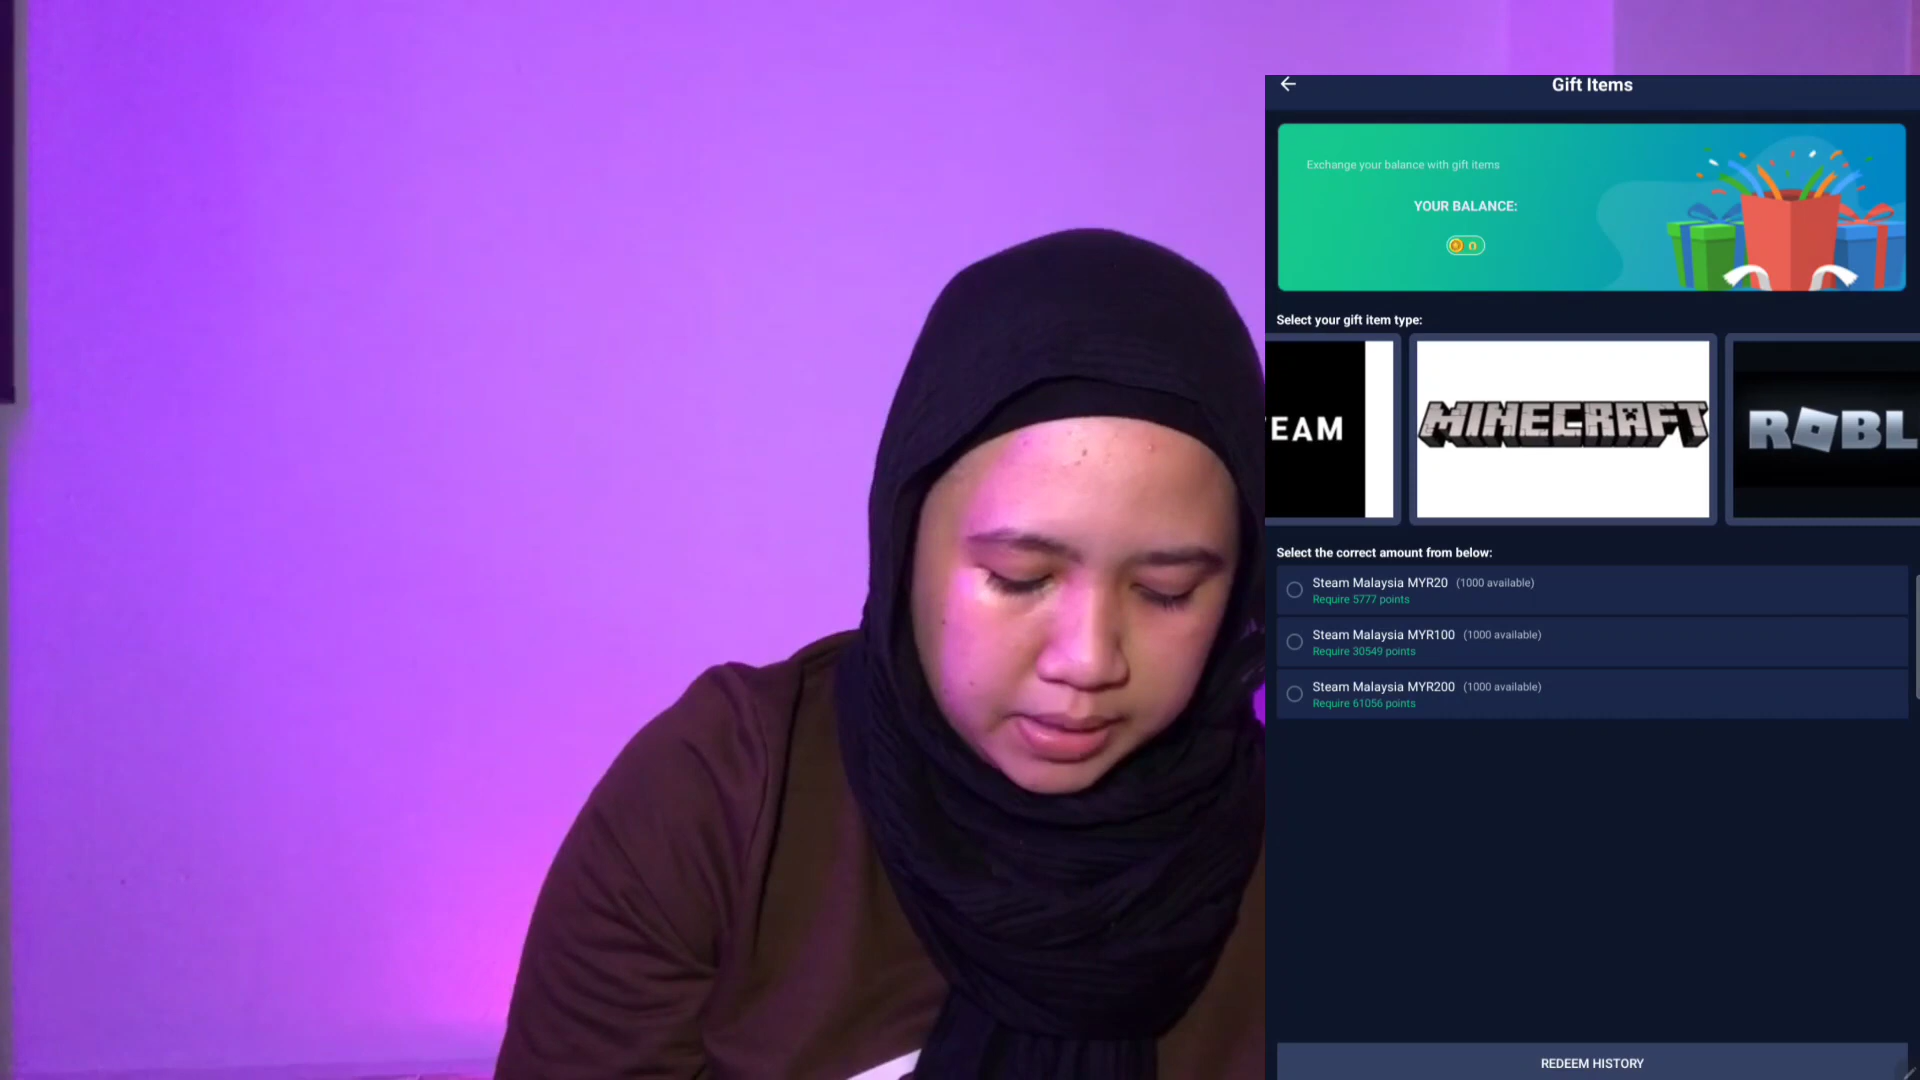 Gift Items
Exchange your balance with gift items
YOUR BALANCE:
Select your gift item type:
EAM
MINECRAFT
ROBL
Select the correct amount from below:
Steam Malaysia MYR20 (1000 available)
Require 5777 points
Steam Malaysia MYR100 (1000 available)
Require 30549 points
Steam Malaysia MYR200 (1000 available)
Require 61056 points
REDEEM HISTORY